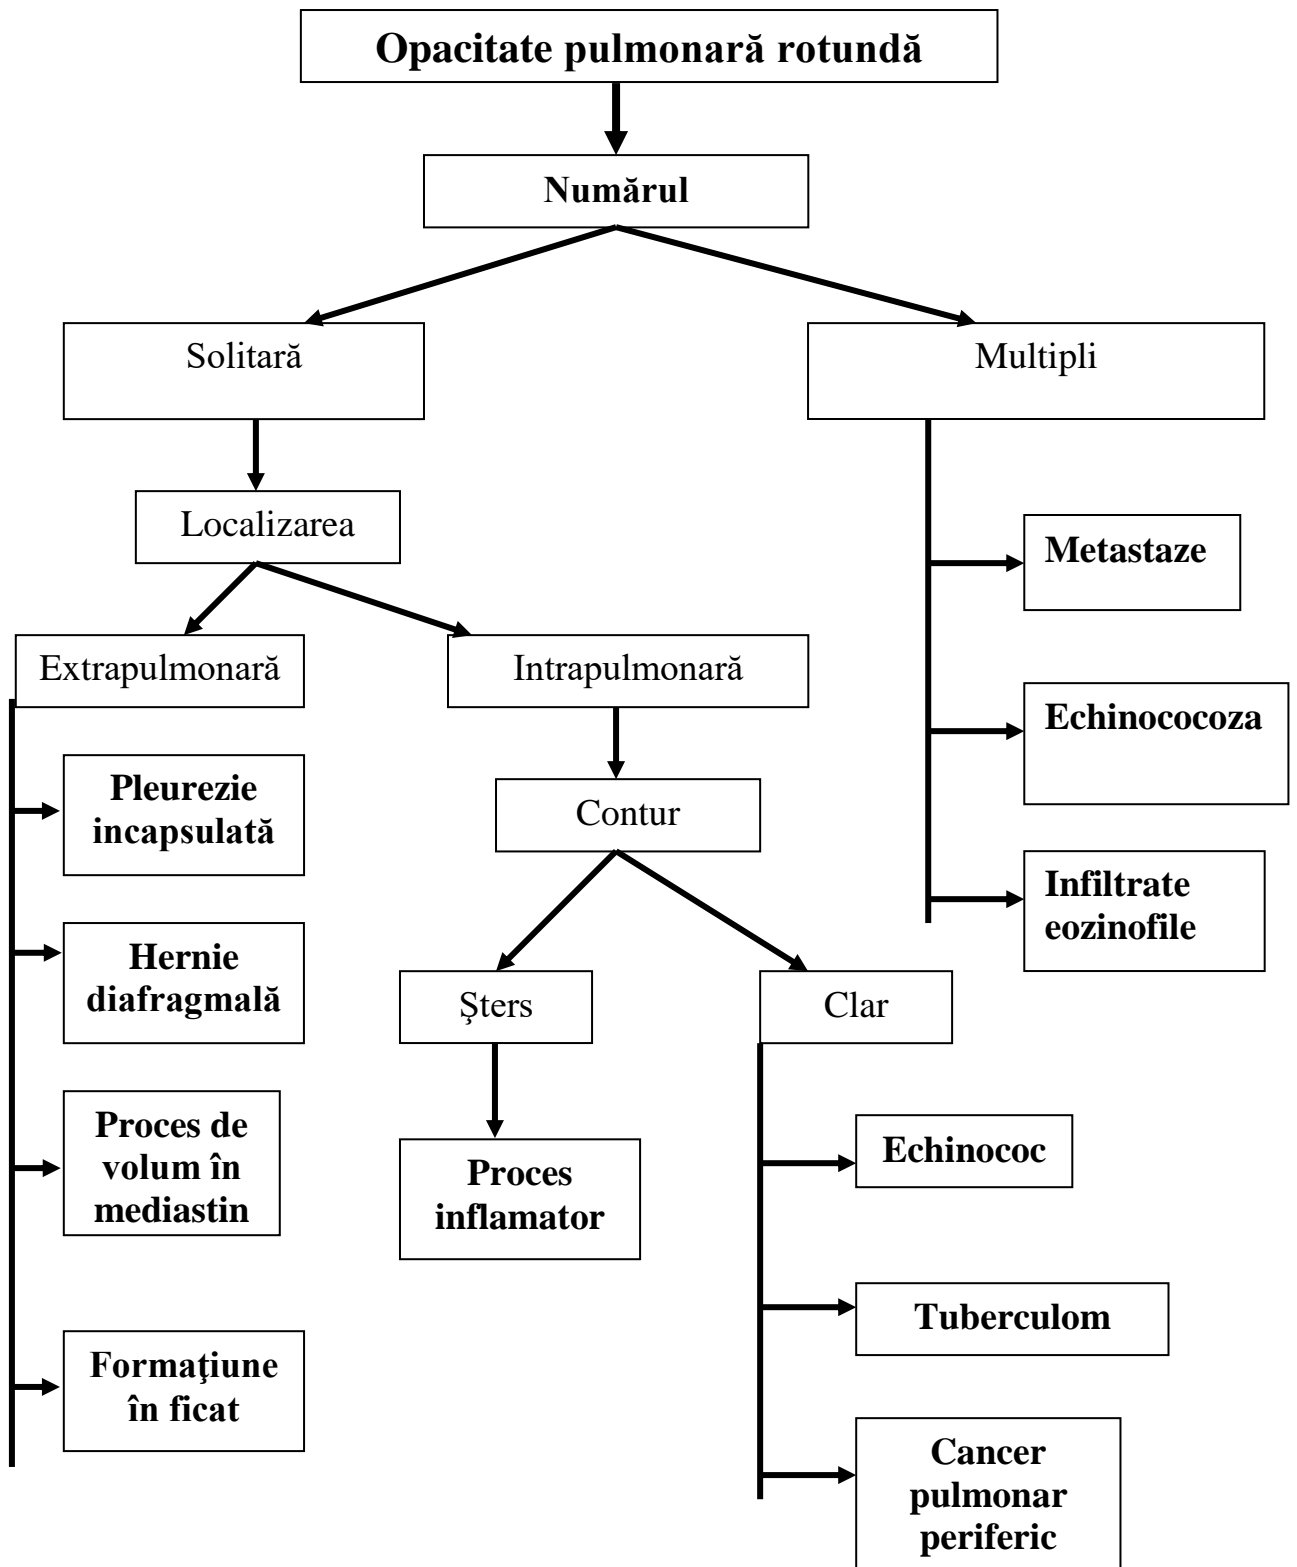 Opacitate pulmonară rotundă
Numărul
Solitară
Multipli
Localizarea
Metastaze
Extrapulmonară
Intrapulmonară
Echinococoza
Pleurezie
incapsulată
Contur
Infiltrate
eozinofile
Hernie
diafragmală
Şters
Clar
Proces de
volum în
mediastin
Proces
inflamator
Echinococ
Tuberculom
Formaţiune
în ficat
Cancer
pulmonar
periferic